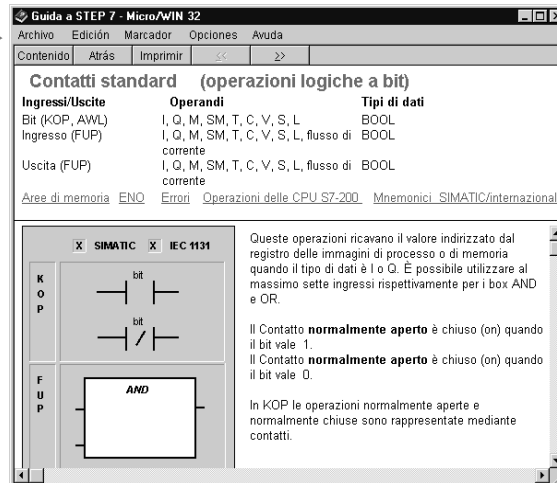 Guida a STEP 7 - Micro/WIN 32
Archivo Edición Marcador Opciones Avuda
Contenido Atrás Imprimir << >>
Contatti standard (operazioni logiche a bit)
Ingressi/Uscite Operandi Tipi di dati
Bit (KOP, AWL) I, Q, M, SM, T, C, V, S, L BOOL
Ingresso (FUP) I, Q, M, SM, T, C, V, S, L, flusso di BOOL
corrente
Uscita (FUP) I, Q, M, SM, T, C, V, S, L, flusso di BOOL
corrente
Aree di memoria ENO Errori Operazioni delle CPU S7-200 Mnemonici SIMATIC/internazional
X SIMATIC X IEC 1131
KOP
bit
bit
FUP
AND
Queste operazioni ricavano il valore indirizzato dal
registro delle immagini di processo o di memoria
quando il tipo di dati è I o Q. È possibile utilizzare al
massimo sette ingressi rispettivamente per i box AND
e OR.
Il Contatto normalmente aperto è chiuso (on) quando
il bit vale 1.
Il Contatto normalmente aperto è chiuso (on) quando
il bit vale 0.
In KOP le operazioni normalmente aperte e
normalmente chiuse sono rappresentate mediante
contatti.